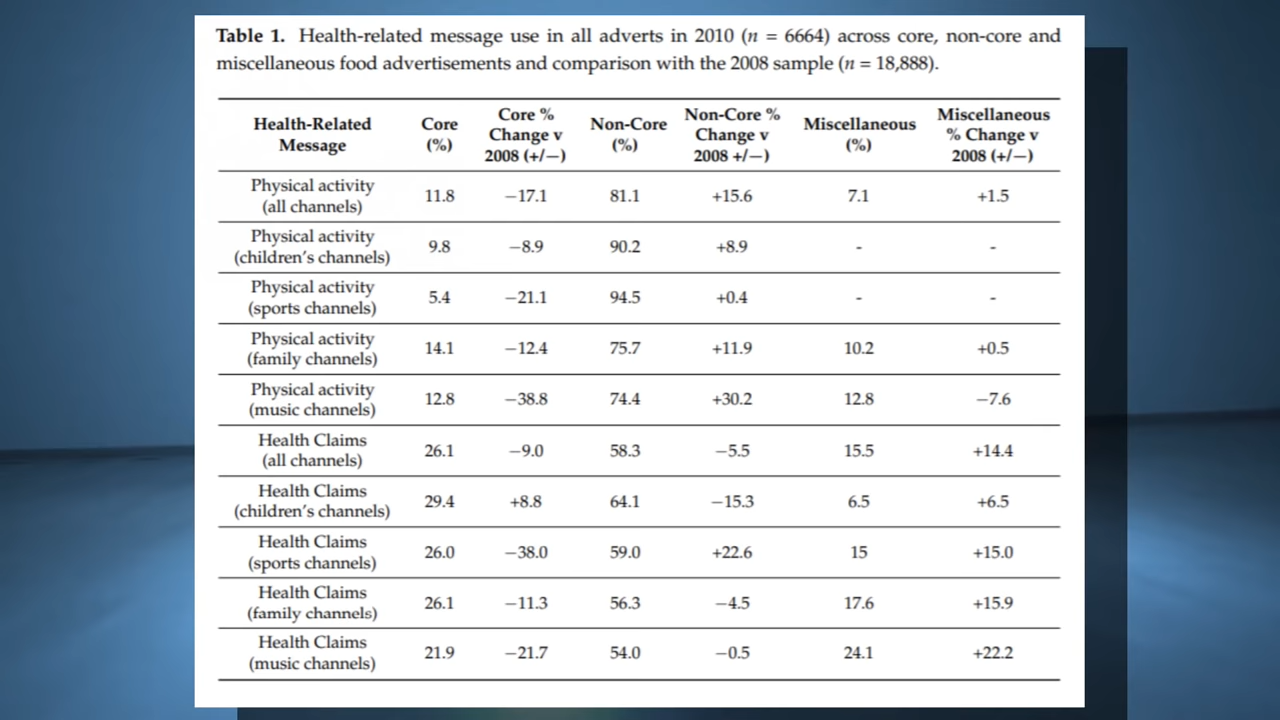 Table 1. Health-related message use in all adverts in 2010 (n = 6664) across core, non-core and
miscellaneous food advertisements and comparison with the 2008 sample (n = 18,888).
Health-Related Message Core (%) Core % Change v 2008 (+/−) Non-Core (%) Non-Core % Change v 2008 +/−) Miscellaneous (%) Miscellaneous % Change v 2008 (+/−)
Physical activity (all channels) 11.8 −17.1 81.1 +15.6 7.1 +1.5
Physical activity (children's channels) 9.8 −8.9 90.2 +8.9 - -
Physical activity (sports channels) 5.4 −21.1 94.5 +0.4 - -
Physical activity (family channels) 14.1 −12.4 75.7 +11.9 10.2 +0.5
Physical activity (music channels) 12.8 −38.8 74.4 +30.2 12.8 −7.6
Health Claims (all channels) 26.1 −9.0 58.3 −5.5 15.5 +14.4
Health Claims (children's channels) 29.4 +8.8 64.1 −15.3 6.5 +6.5
Health Claims (sports channels) 26.0 −38.0 59.0 +22.6 15 +15.0
Health Claims (family channels) 26.1 −11.3 56.3 −4.5 17.6 +15.9
Health Claims (music channels) 21.9 −21.7 54.0 −0.5 24.1 +22.2